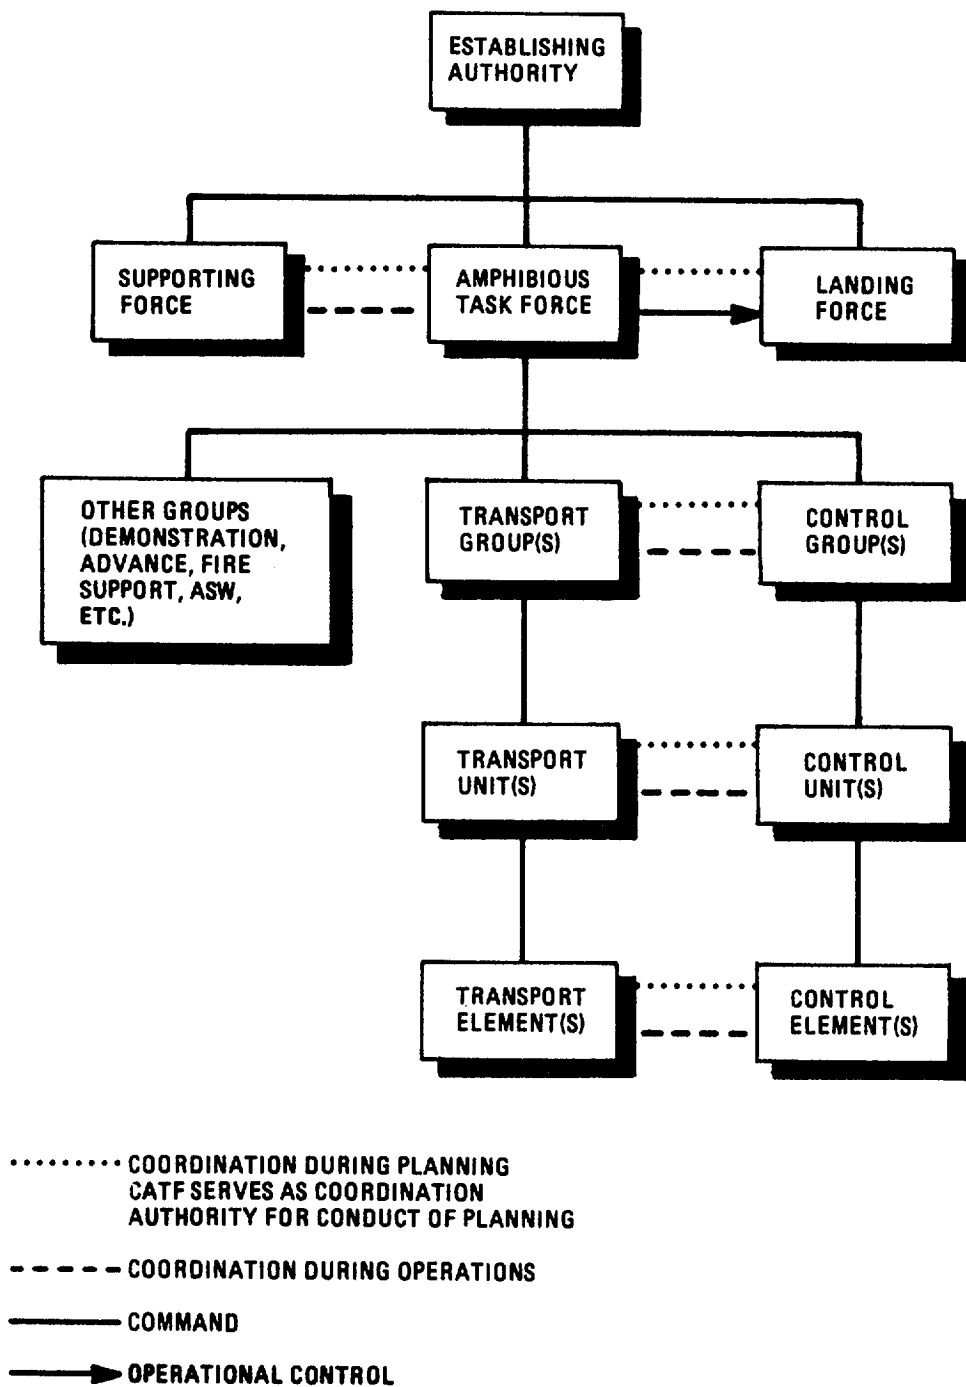 ESTABLISHING
AUTHORITY
SUPPORTING
FORCE
AMPHIBIOUS
TASK FORCE
LANDING
FORCE
OTHER GROUPS
(DEMONSTRATION,
ADVANCE, FIRE
SUPPORT, ASW,
ETC.)
TRANSPORT
GROUP(S)
CONTROL
GROUP(S)
TRANSPORT
UNIT(S)
CONTROL
UNIT(S)
TRANSPORT
ELEMENT(S)
CONTROL
ELEMENT(S)
COORDINATION DURING PLANNING
CATF SERVES AS COORDINATION
AUTHORITY FOR CONDUCT OF PLANNING
COORDINATION DURING OPERATIONS
COMMAND
OPERATIONAL CONTROL